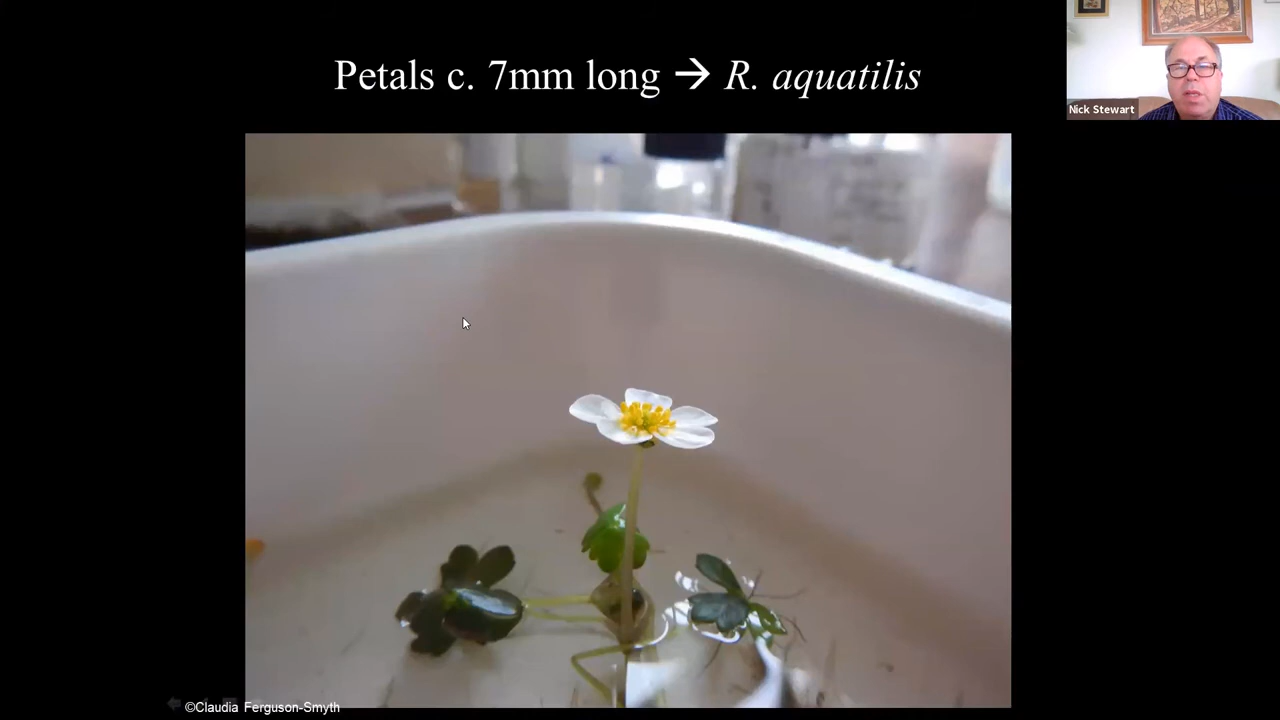 Petals c. 7mm long → R. aquatilis
Nick Stewart
©Claudia Ferguson-Smyth